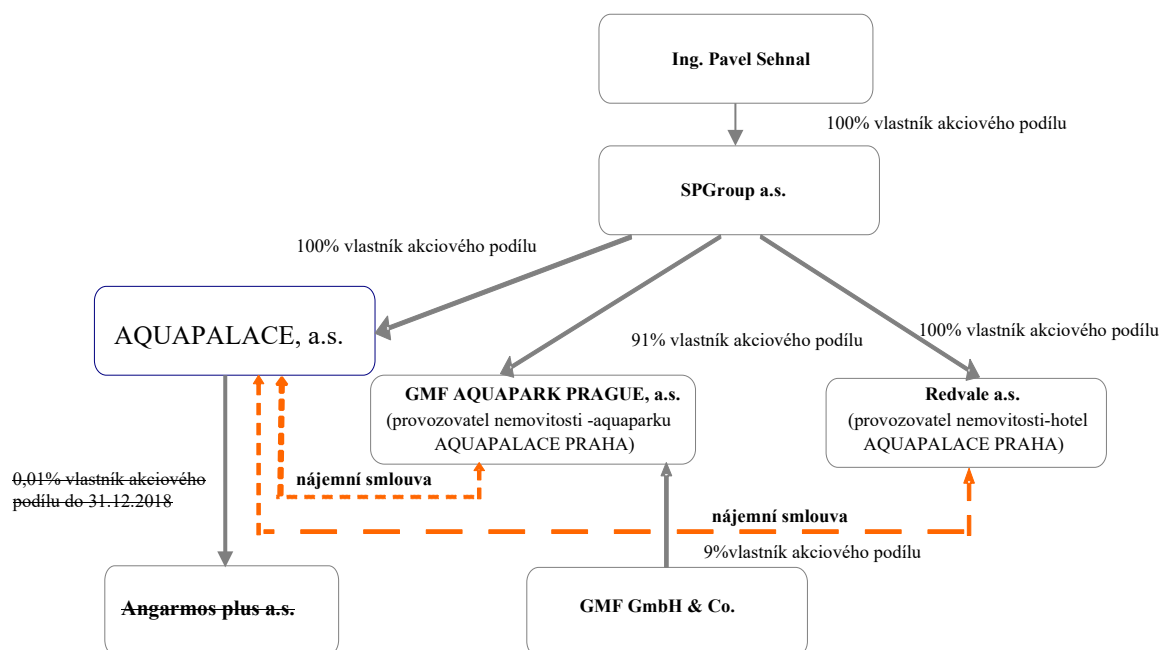 Ing. Pavel Sehnal
100% vlastník akciového podílu
SPGroup a.s.
100% vlastník akciového podílu
AQUAPALACE, a.s.
91% vlastník akciového podílu
100% vlastník akciového podílu
GMF AQUAPARK PRAGUE, a.s.
(provozovatel nemovitosti -aquaparku
AQUAPALACE PRAHA)
Redvale a.s.
(provozovatel nemovitosti-hotel
AQUAPALACE PRAHA)
0,01% vlastník akciového
podílu do 31.12.2018
nájemní smlouva
nájemní smlouva
9%vlastník akciového podílu
Angarmos plus a.s.
GMF GmbH & Co.